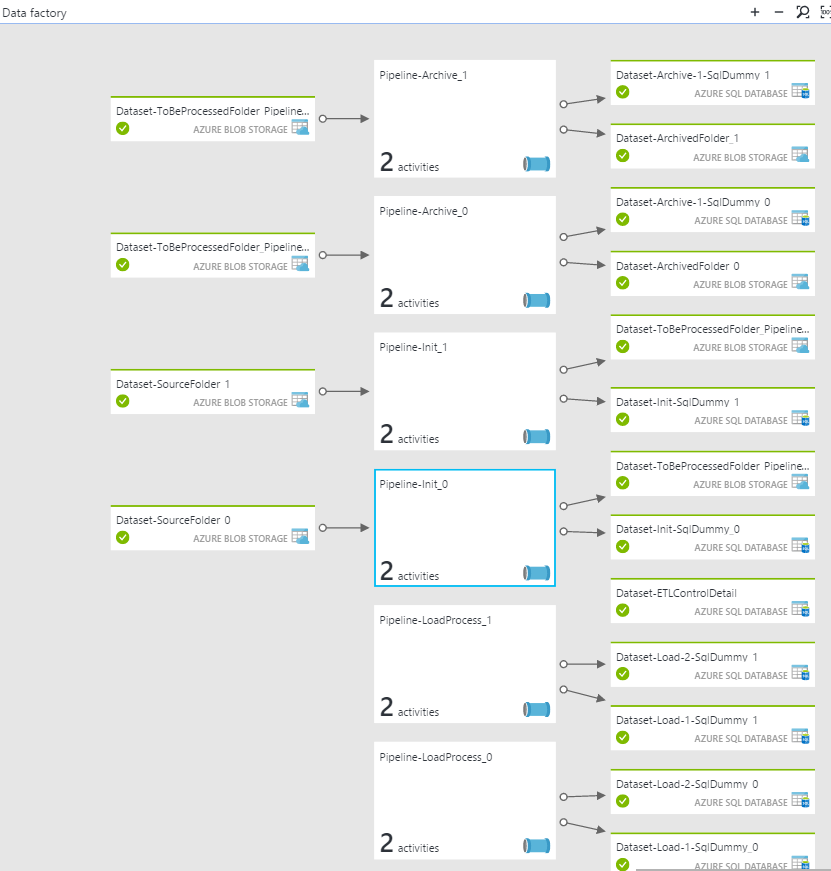 Data factory
Pipeline-Archive_1
2 activities
Dataset-ToBeProcessedFolder_Pipeline...
AZURE BLOB STORAGE
Dataset-Archive-1-SqlDummy_1
AZURE SQL DATABASE
Dataset-ArchivedFolder_1
AZURE BLOB STORAGE
Pipeline-Archive_0
2 activities
Dataset-ToBeProcessedFolder_Pipeline...
AZURE BLOB STORAGE
Dataset-Archive-1-SqlDummy_0
AZURE SQL DATABASE
Dataset-ArchivedFolder_0
AZURE BLOB STORAGE
Pipeline-Init_1
2 activities
Dataset-SourceFolder_1
AZURE BLOB STORAGE
Dataset-ToBeProcessedFolder_Pipeline...
AZURE BLOB STORAGE
Dataset-Init-SqlDummy_1
AZURE SQL DATABASE
Pipeline-Init_0
2 activities
Dataset-SourceFolder_0
AZURE BLOB STORAGE
Dataset-ToBeProcessedFolder_Pipeline...
AZURE BLOB STORAGE
Dataset-Init-SqlDummy_0
AZURE SQL DATABASE
Dataset-ETLControlDetail
AZURE SQL DATABASE
Pipeline-LoadProcess_1
2 activities
Dataset-Load-2-SqlDummy_1
AZURE SQL DATABASE
Dataset-Load-1-SqlDummy_1
AZURE SQL DATABASE
Pipeline-LoadProcess_0
2 activities
Dataset-Load-2-SqlDummy_0
AZURE SQL DATABASE
Dataset-Load-1-SqlDummy_0
AZURE SQL DATABASE